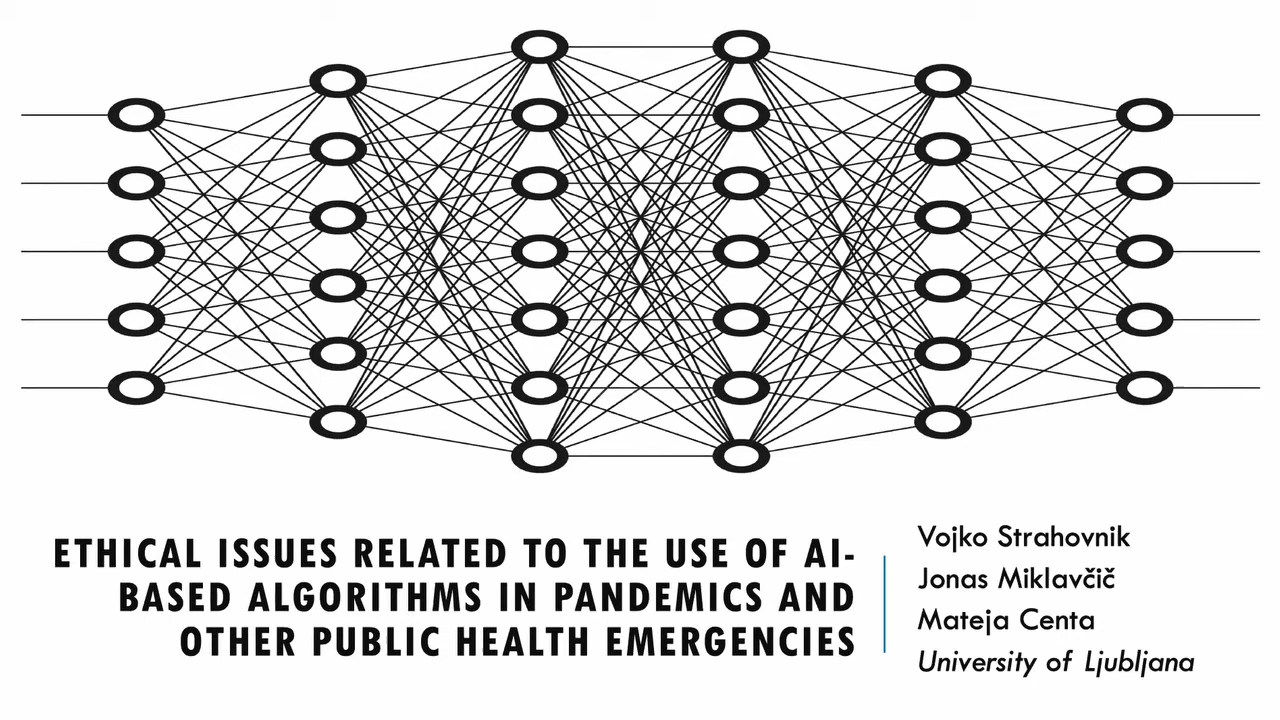 ETHICAL ISSUES RELATED TO THE USE OF AI-
BASED ALGORITHMS IN PANDEMICS AND
OTHER PUBLIC HEALTH EMERGENCIES
Vojko Strahovnik
Jonas Miklavčič
Mateja Centa
University of Ljubljana